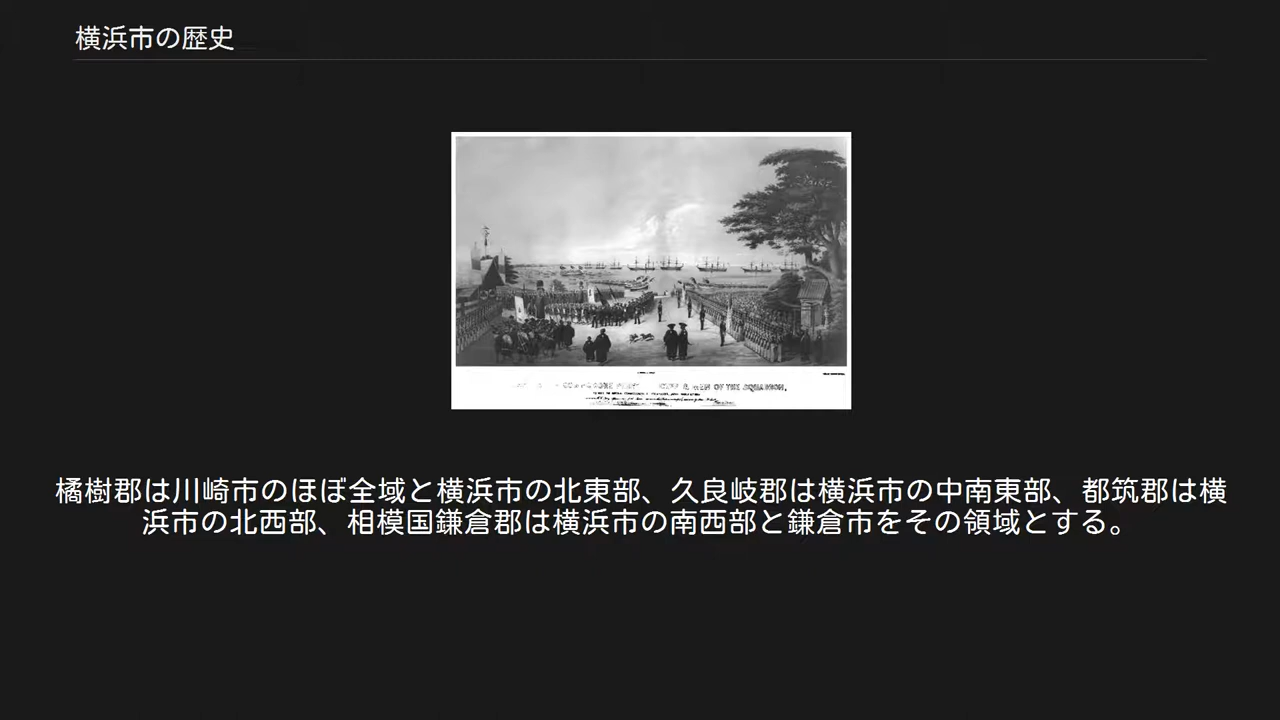 横浜市の歴史
OF THE SQUADRON.
橘樹郡は川崎市のほぼ全域と横浜市の北東部、久良岐郡は横浜市の中南東部、都筑郡は横
浜市の北西部、相模国鎌倉郡は横浜市の南西部と鎌倉市をその領域とする。